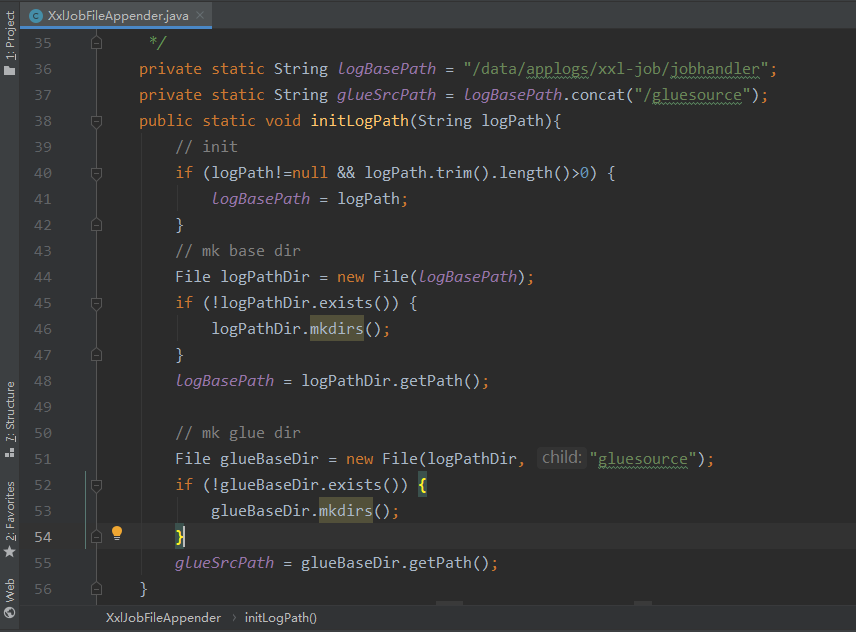 XxlJobFileAppender.java
1: Project
7: Structure
2: Favorites
Web
35 */
36 private static String logBasePath = "/data/applogs/xxl-job/jobhandler";
37 private static String glueSrcPath = logBasePath.concat("/gluesource");
38 public static void initLogPath(String logPath){
39 // init
40 if (logPath!=null && logPath.trim().length()>0) {
41 logBasePath = logPath;
42 }
43 // mk base dir
44 File logPathDir = new File(logBasePath);
45 if (!logPathDir.exists()) {
46 logPathDir.mkdirs();
47 }
48 logBasePath = logPathDir.getPath();
49
50 // mk glue dir
51 File glueBaseDir = new File(logPathDir, child: "gluesource");
52 if (!glueBaseDir.exists()) {
53 glueBaseDir.mkdirs();
54 }
55 glueSrcPath = glueBaseDir.getPath();
56 }
XxlJobFileAppender › initLogPath()